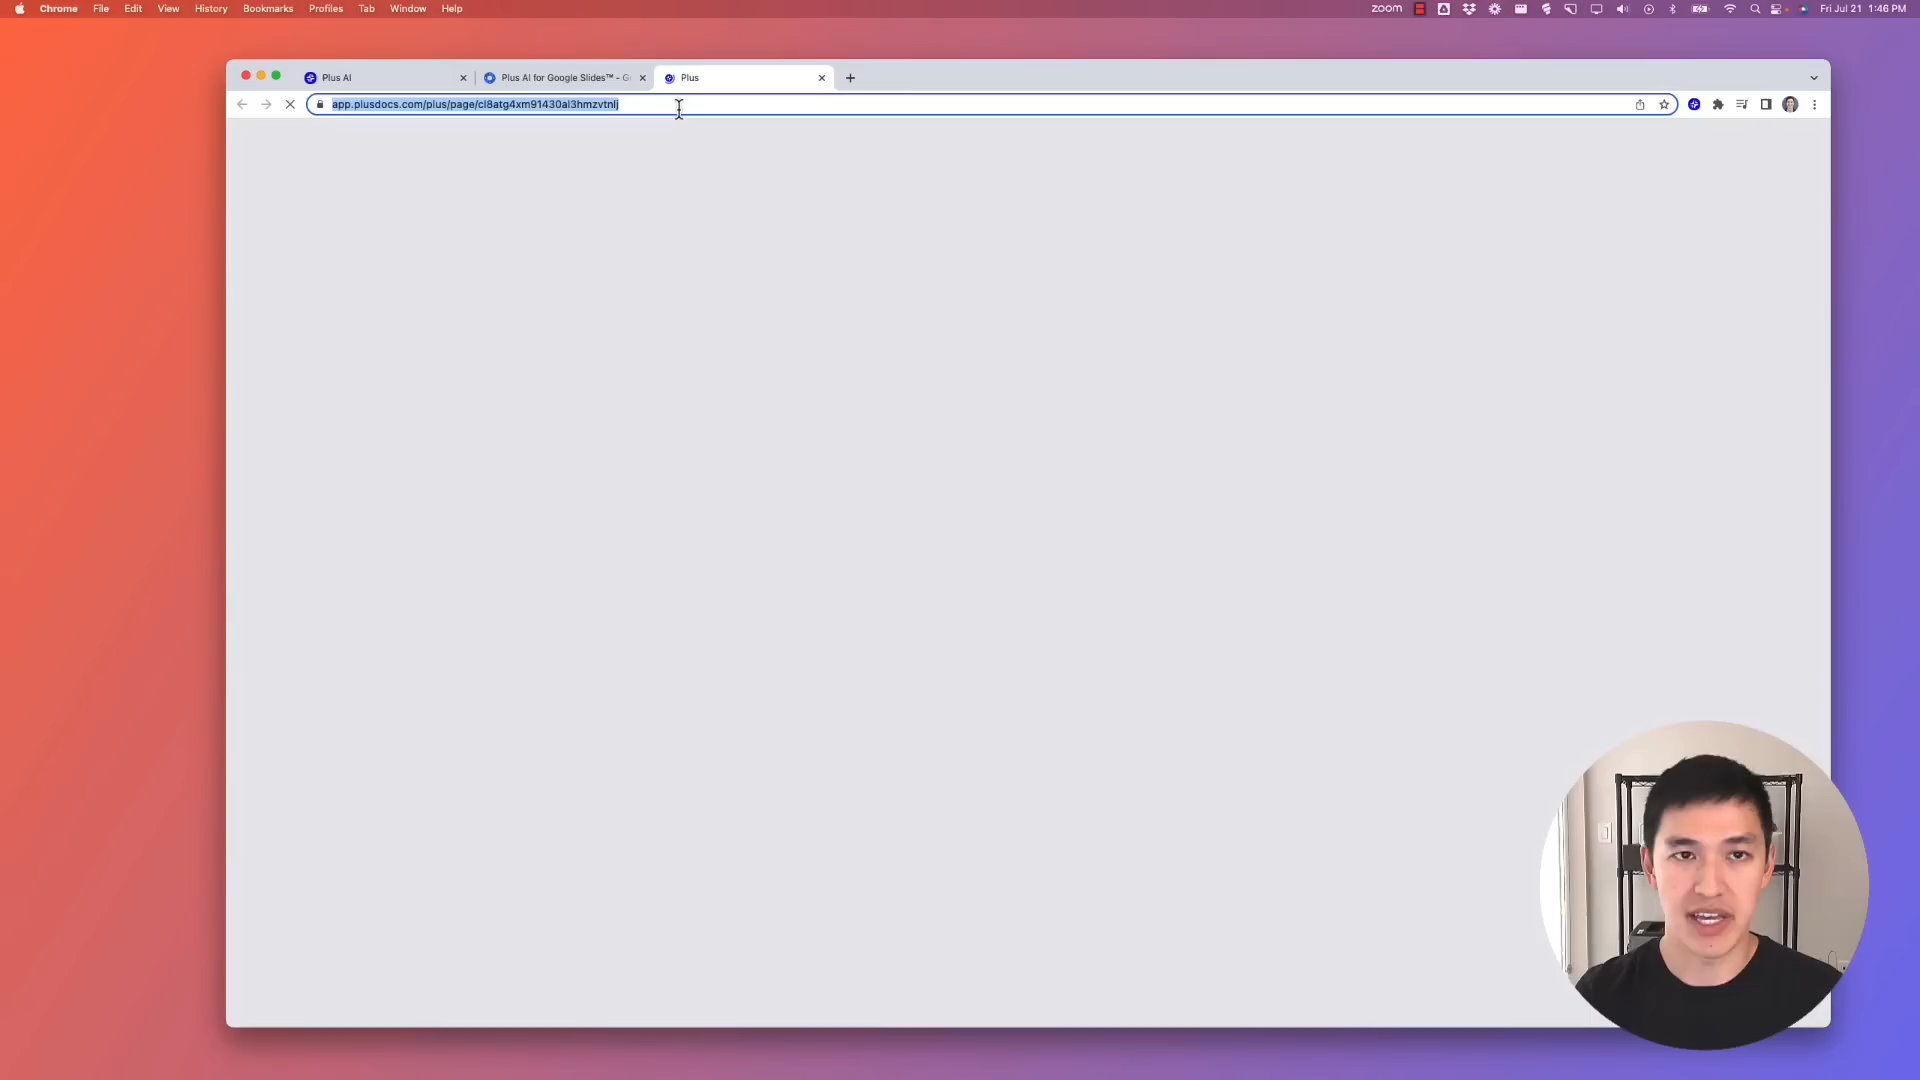 Chrome File Edit View History Bookmarks Profiles Tab Window Help zoom Fri Jul 21 1:46 PM
Plus AI Plus AI for Google Slides™ - G Plus
app.plusdocs.com/plus/page/cl8atg4xm91430al3hmzvtnlj